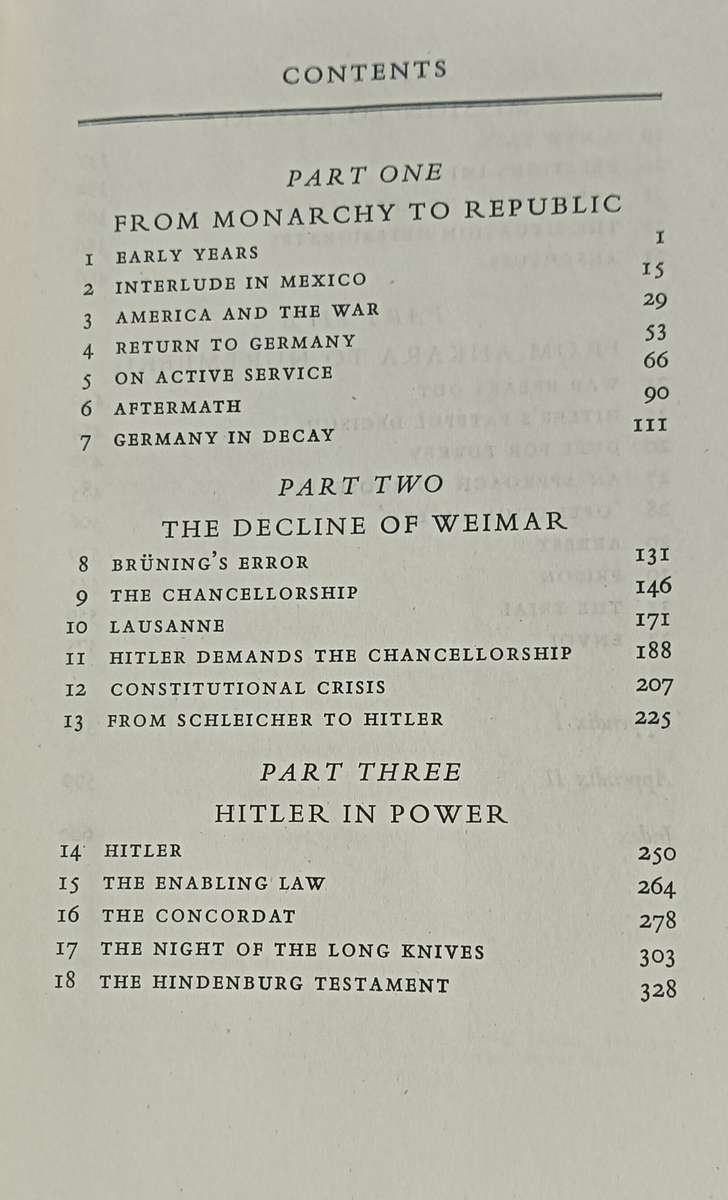 CONTENTS
PART ONE
FROM MONARCHY TO REPUBLIC
1 EARLY YEARS 1
2 INTERLUDE IN MEXICO 15
3 AMERICA AND THE WAR 29
4 RETURN TO GERMANY 53
5 ON ACTIVE SERVICE 66
6 AFTERMATH 90
7 GERMANY IN DECAY 111
PART TWO
THE DECLINE OF WEIMAR
8 BRÜNING'S ERROR 131
9 THE CHANCELLORSHIP 146
10 LAUSANNE 171
11 HITLER DEMANDS THE CHANCELLORSHIP 188
12 CONSTITUTIONAL CRISIS 207
13 FROM SCHLEICHER TO HITLER 225
PART THREE
HITLER IN POWER
14 HITLER 250
15 THE ENABLING LAW 264
16 THE CONCORDAT 278
17 THE NIGHT OF THE LONG KNIVES 303
18 THE HINDENBURG TESTAMENT 328